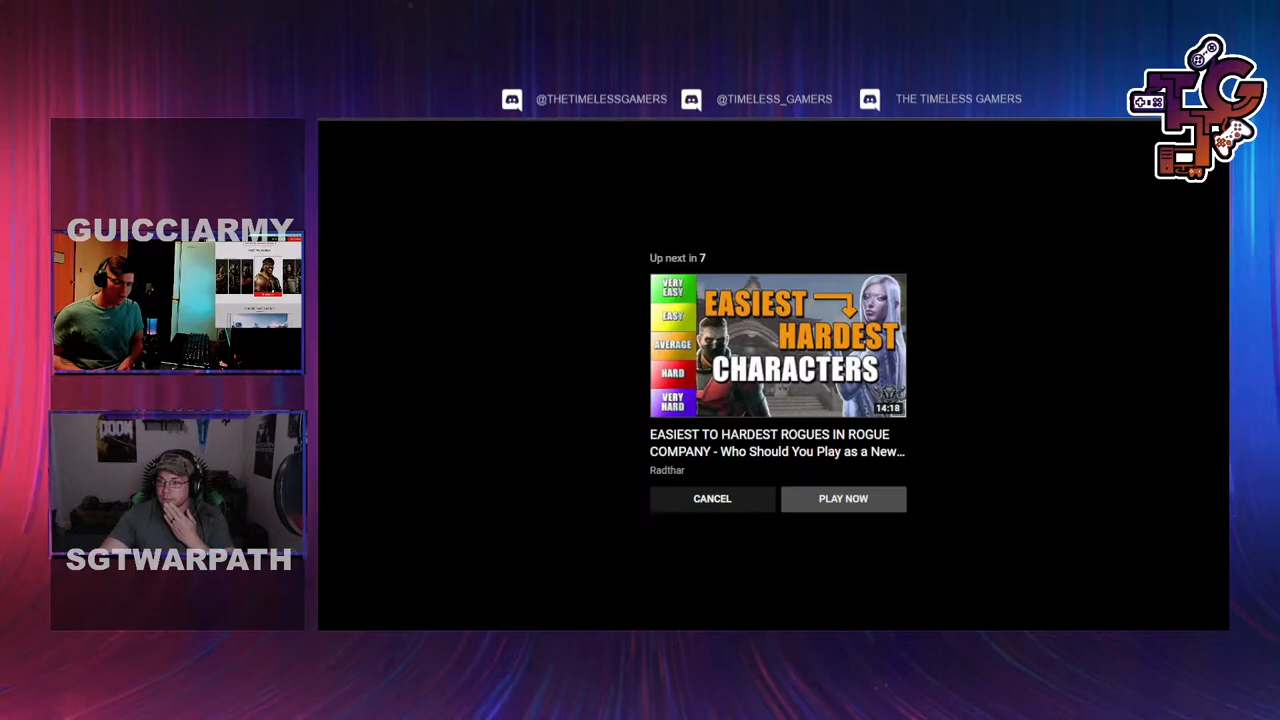 @THETIMELESSGAMERS
@TIMELESS_GAMERS
THE TIMELESS GAMERS
TTG
GUICCIARMY
SGTWARPATH
DOOM
Up next in 7
VERY
EASY
EASY
AVERAGE
HARD
VERY
HARD
EASIEST
HARDEST
CHARACTERS
14:18
EASIEST TO HARDEST ROGUES IN ROGUE
COMPANY - Who Should You Play as a New...
Radthar
CANCEL
PLAY NOW